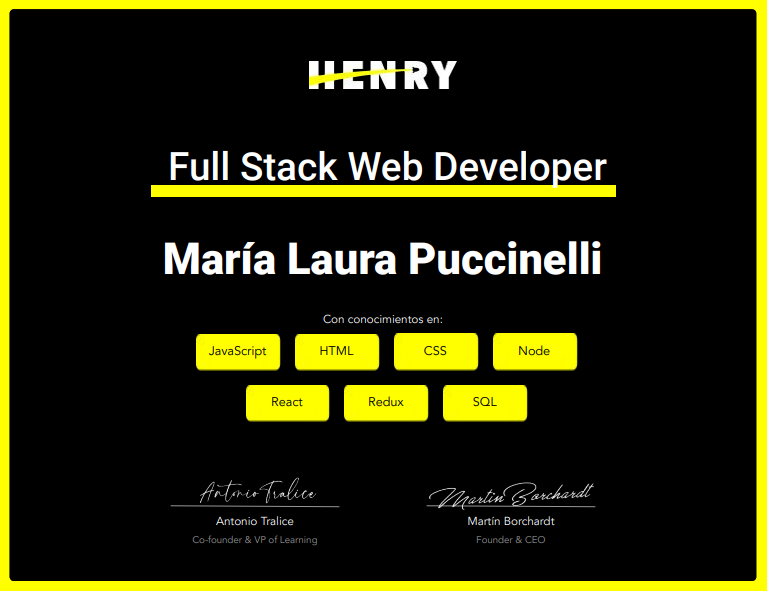 HENRY
Full Stack Web Developer
María Laura Puccinelli
Con conocimientos en:
JavaScript HTML CSS Node
React Redux SQL
Antonio Tralice Martin Borchardt
Antonio Tralice Martín Borchardt
Co-founder & VP of Learning Founder & CEO